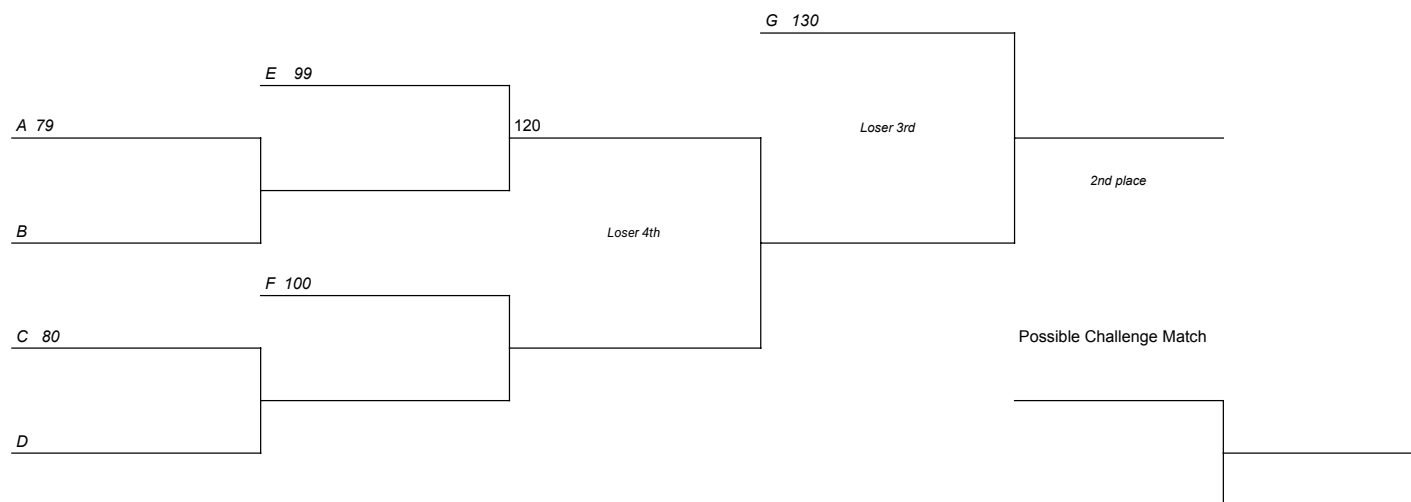 G 130
E 99
A 79
120
Loser 3rd
2nd place
B
Loser 4th
F 100
C 80
Possible Challenge Match
D